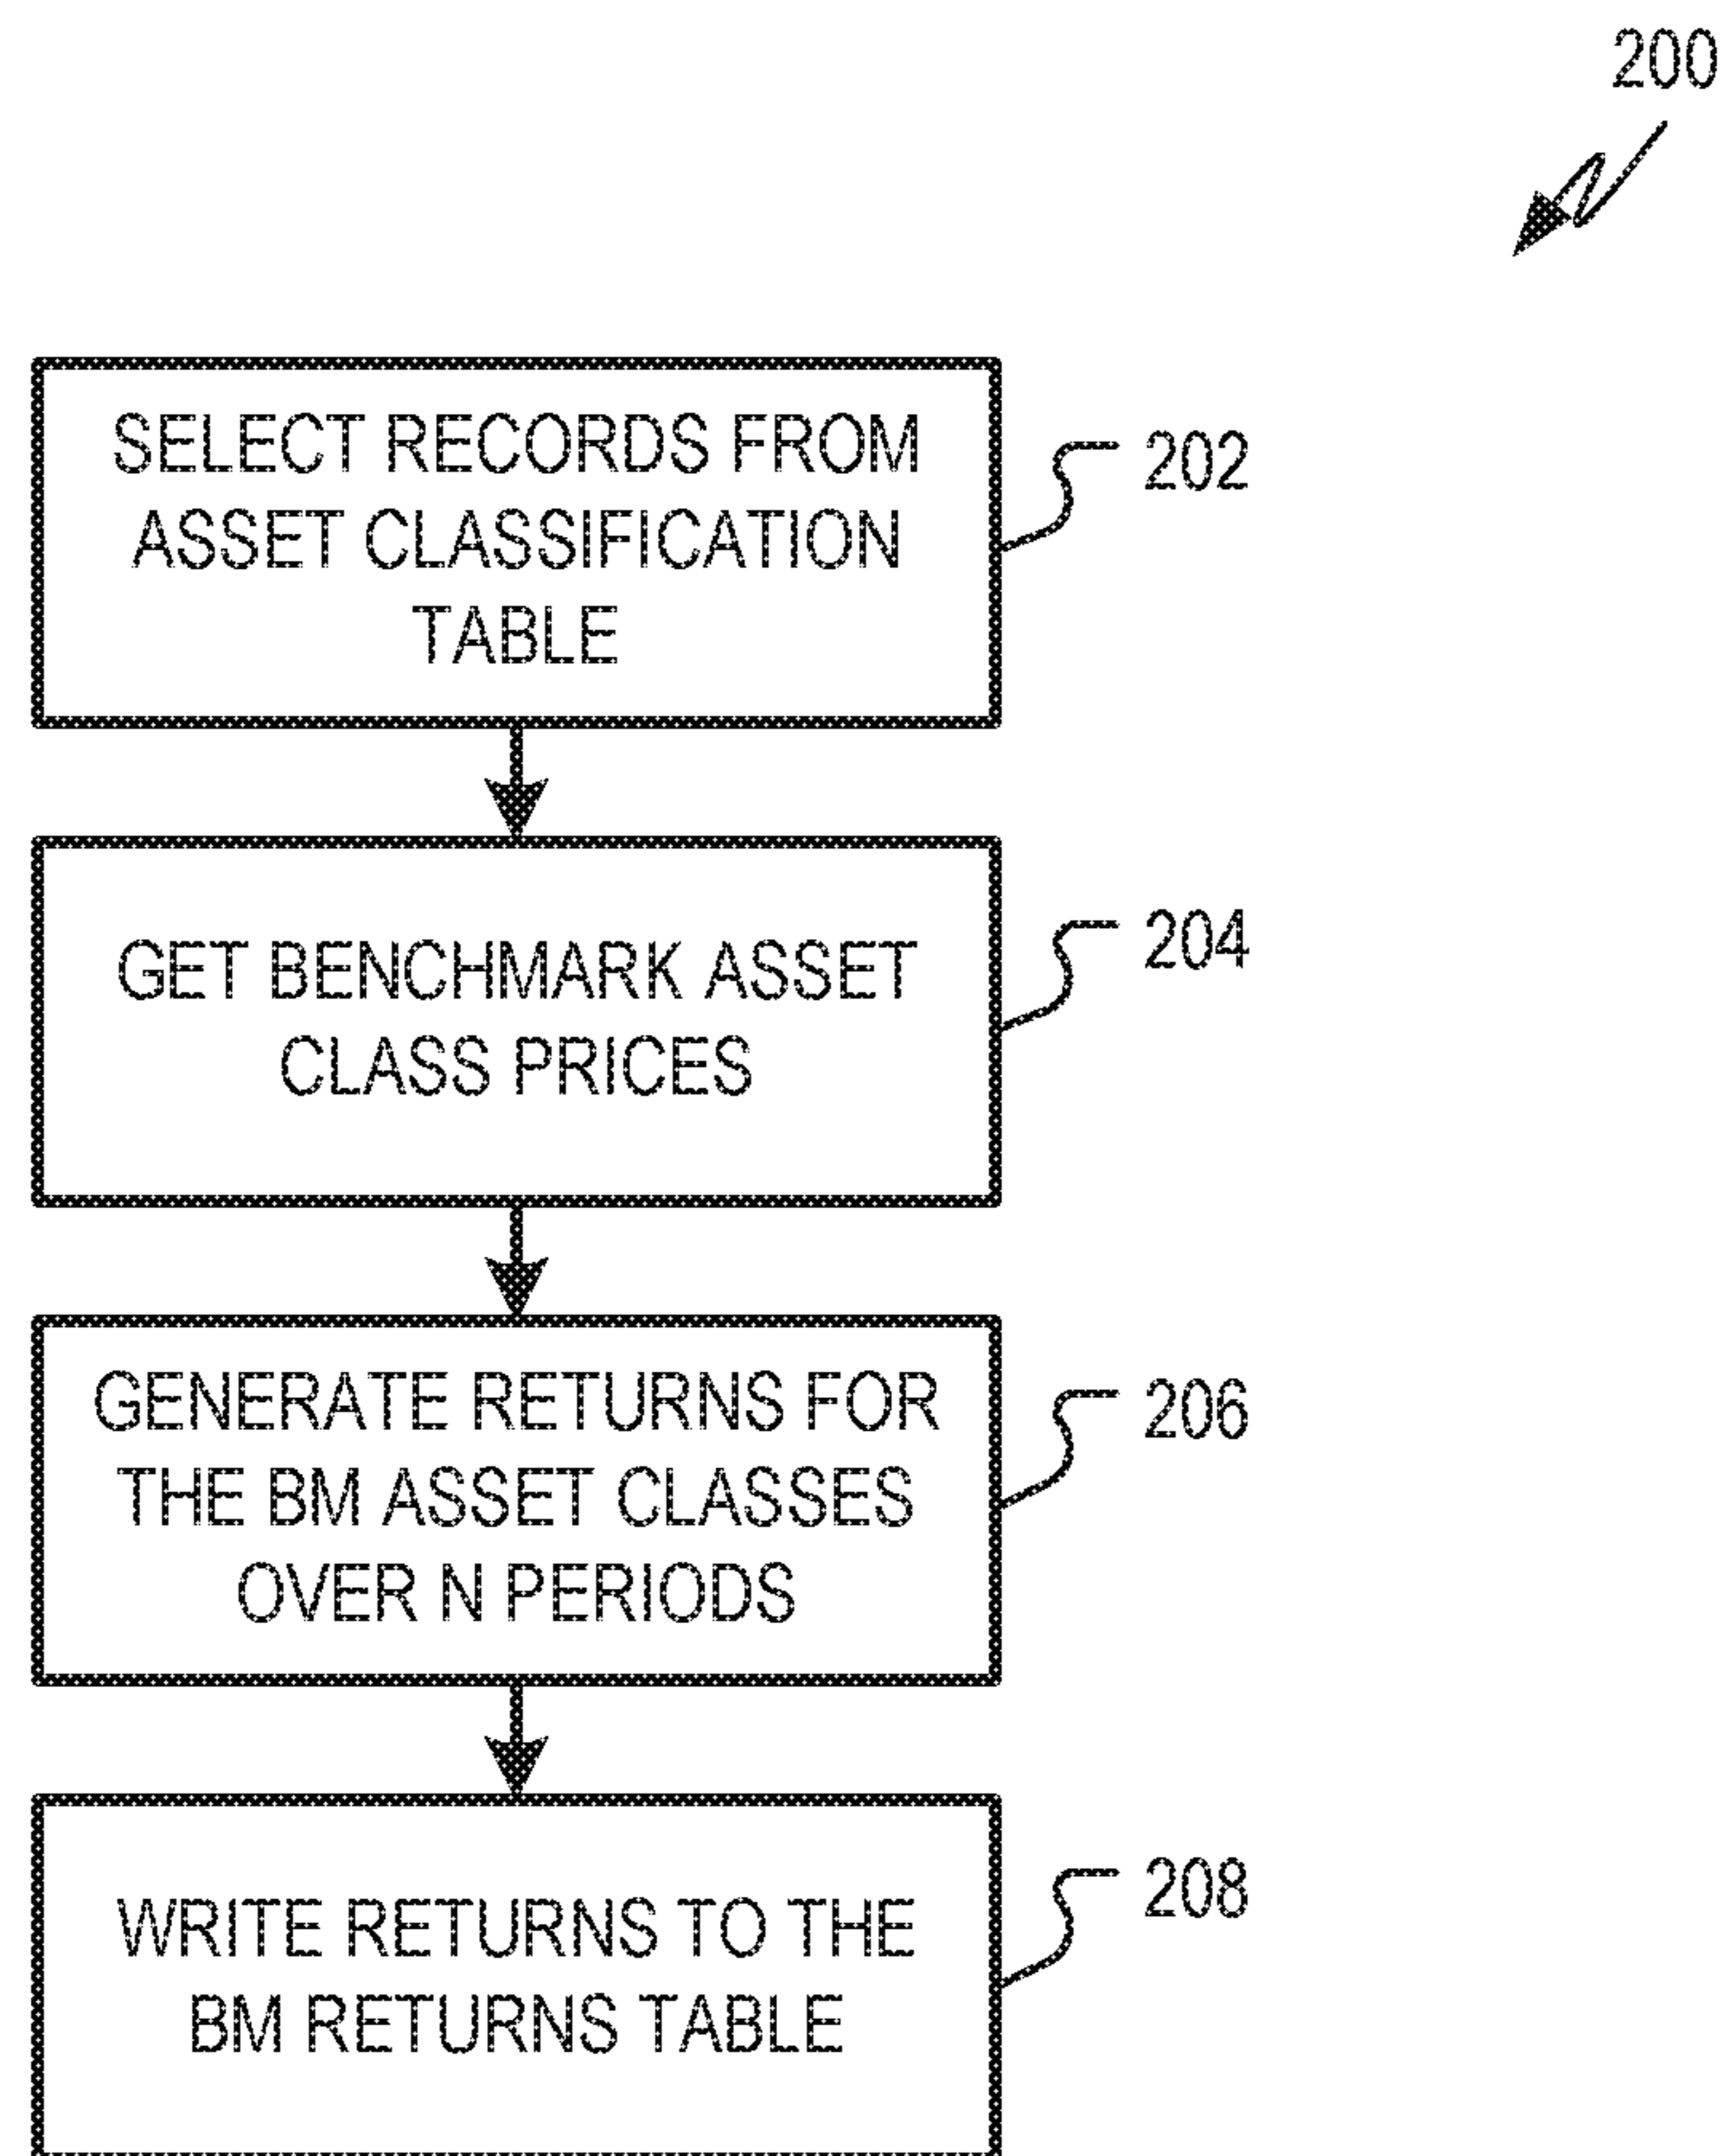 200
SELECT RECORDS FROM
ASSET CLASSIFICATION
TABLE
202
GET BENCHMARK ASSET
CLASS PRICES
204
GENERATE RETURNS FOR
THE BM ASSET CLASSES
OVER N PERIODS
206
WRITE RETURNS TO THE
BM RETURNS TABLE
208